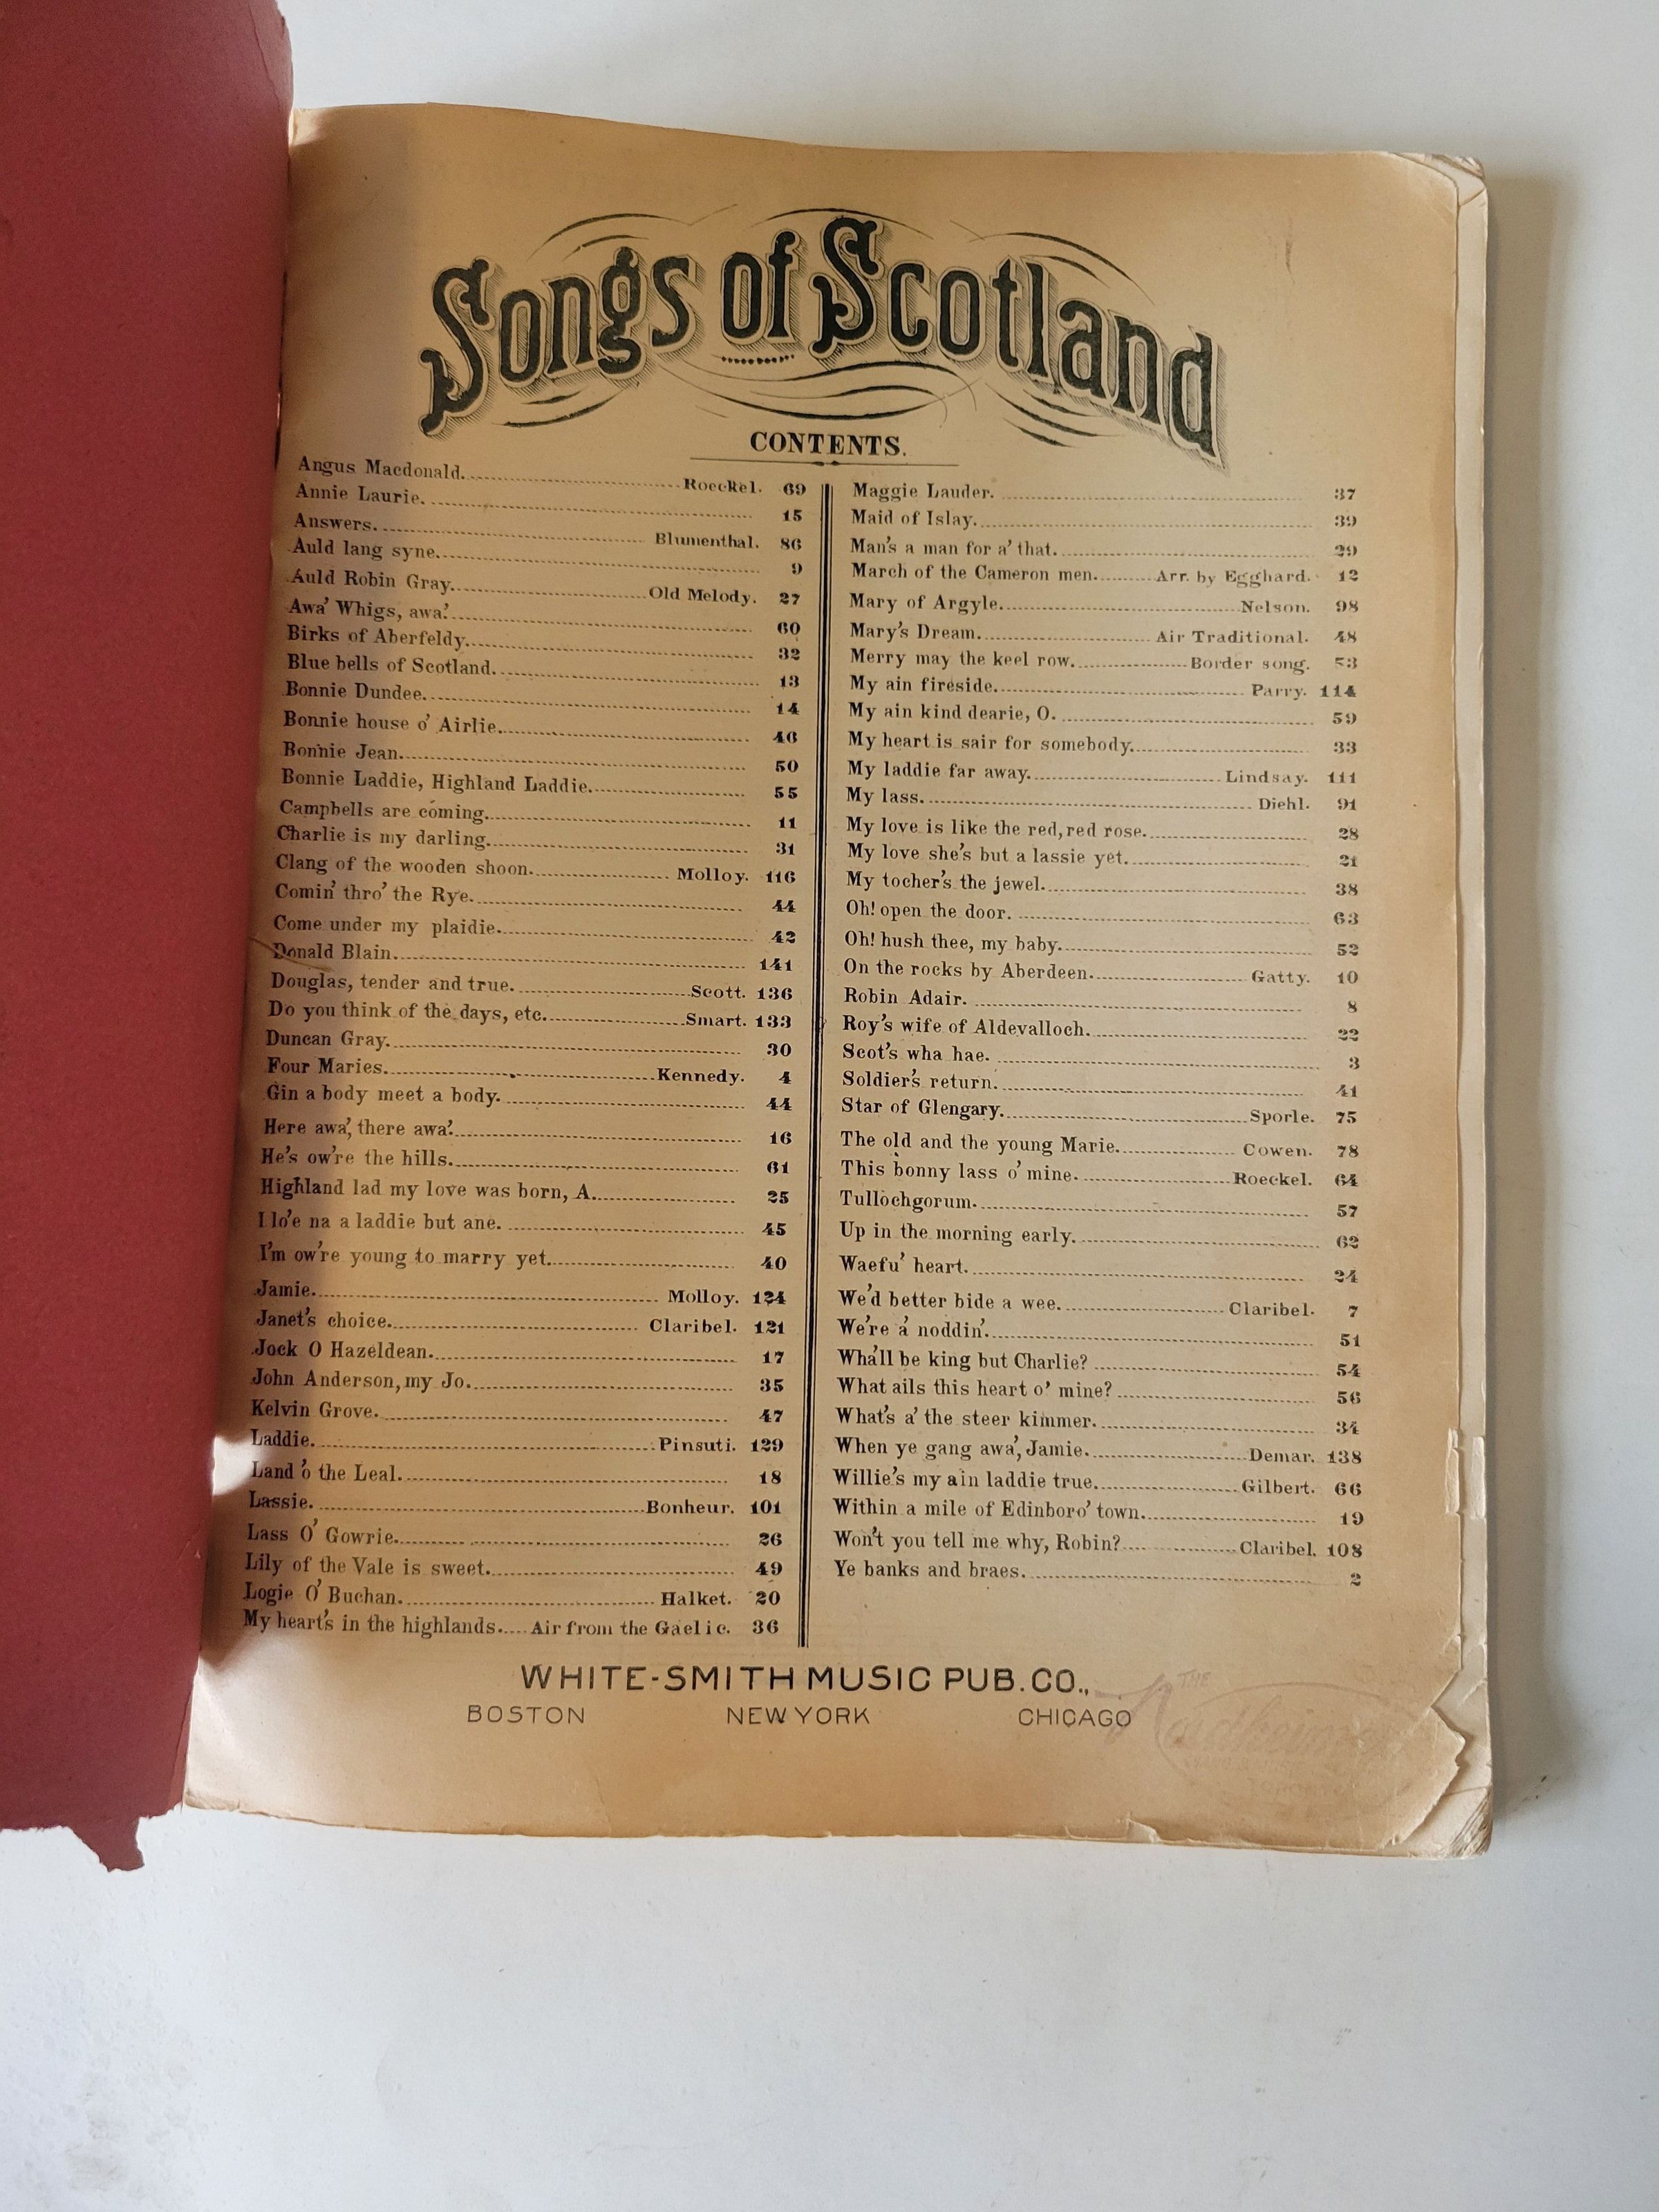 Songs of Scotland
CONTENTS.
Angus Macdonald. Roeckel. 69
Annie Laurie. 15
Answers. Blumenthal. 86
Auld lang syne. 9
Auld Robin Gray. Old Melody. 27
Awa' Whigs, awa'. 60
Birks of Aberfeldy. 32
Blue bells of Scotland. 13
Bonnie Dundee. 14
Bonnie house o' Airlie. 46
Bonnie Jean. 50
Bonnie Laddie, Highland Laddie. 55
Campbells are coming. 11
Charlie is my darling. 31
Clang of the wooden shoon. Molloy. 116
Comin' thro' the Rye. 44
Come under my plaidie. 42
Donald Blain. 141
Douglas, tender and true. Scott. 136
Do you think of the days, etc. Smart. 133
Duncan Gray. 30
Four Maries. Kennedy. 4
Gin a body meet a body. 44
Here awa', there awa'. 16
He's ow're the hills. 61
Highland lad my love was born, A. 25
I lo'e na a laddie but ane. 45
I'm ow're young to marry yet. 40
Jamie. Molloy. 124
Janet's choice. Claribel. 121
Jock O Hazeldean. 17
John Anderson, my Jo. 35
Kelvin Grove. 47
Laddie. Pinsuti. 129
Land 'o the Leal. 18
Lassie. Bonheur. 101
Lass O' Gowrie. 26
Lily of the Vale is sweet. 49
Logie O' Buchan. Halket. 20
My heart's in the highlands. Air from the Gaelic. 36
Maggie Lauder. 37
Maid of Islay. 39
Man's a man for a' that. 29
March of the Cameron men. Arr. by Egghard. 12
Mary of Argyle. Nelson. 98
Mary's Dream. Air Traditional. 48
Merry may the keel row. Border song. 53
My ain fireside. Parry. 114
My ain kind dearie, O. 59
My heart is sair for somebody. 33
My laddie far away. Lindsay. 111
My lass. Diehl. 91
My love is like the red, red rose. 28
My love she's but a lassie yet. 21
My tocher's the jewel. 38
Oh! open the door. 63
Oh! hush thee, my baby. 52
On the rocks by Aberdeen. Gatty. 10
Robin Adair. 8
Roy's wife of Aldevalloch. 22
Scot's wha hae. 3
Soldier's return. 41
Star of Glengary. Sporle. 75
The old and the young Marie. Cowen. 78
This bonny lass o' mine. Roeckel. 64
Tullochgorum. 57
Up in the morning early. 62
Waefu' heart. 24
We'd better bide a wee. Claribel. 7
We're a' noddin'. 51
Wha'll be king but Charlie? 54
What ails this heart o' mine? 56
What's a' the steer kimmer. 34
When ye gang awa', Jamie. Demar. 138
Willie's my ain laddie true. Gilbert. 66
Within a mile of Edinboro' town. 19
Won't you tell me why, Robin? Claribel. 108
Ye banks and braes. 2
WHITE-SMITH MUSIC PUB. CO.,
BOSTON NEW YORK CHICAGO
THE